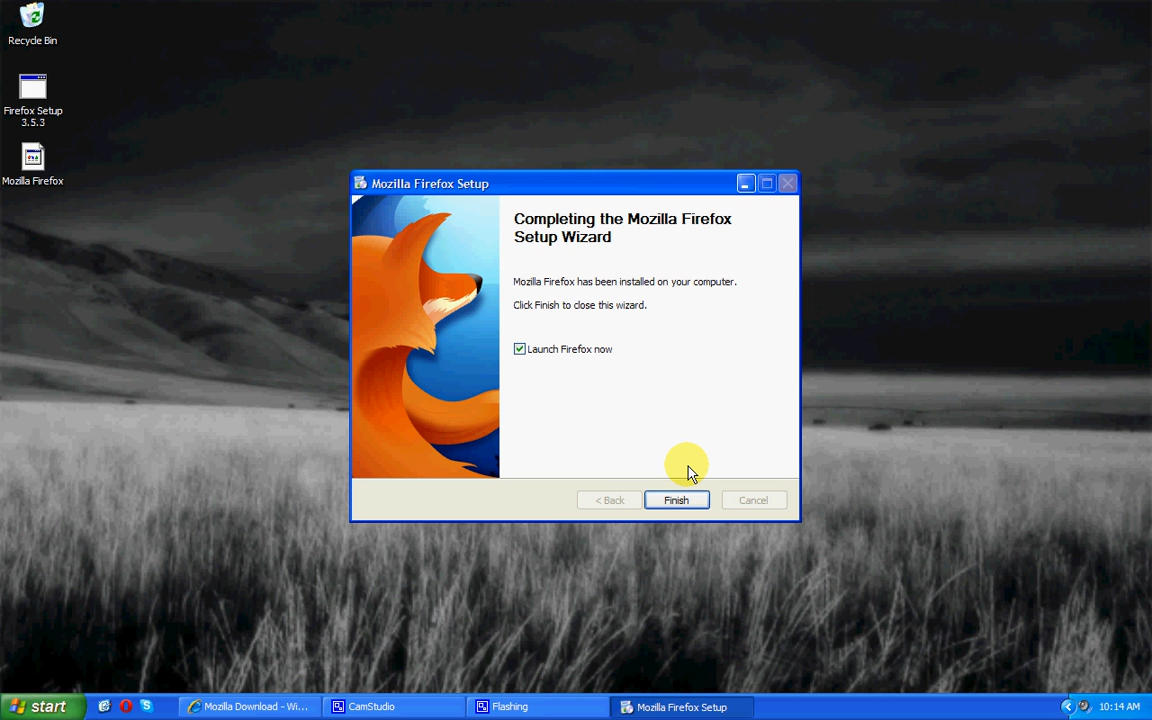 Recycle Bin
Firefox Setup
3.5.3
Mozilla Firefox
Mozilla Firefox Setup
Completing the Mozilla Firefox
Setup Wizard
Mozilla Firefox has been installed on your computer.
Click Finish to close this wizard.
Launch Firefox now
< Back
Finish
Cancel
start
Mozilla Download - Wi...
CamStudio
Flashing
Mozilla Firefox Setup
10:14 AM